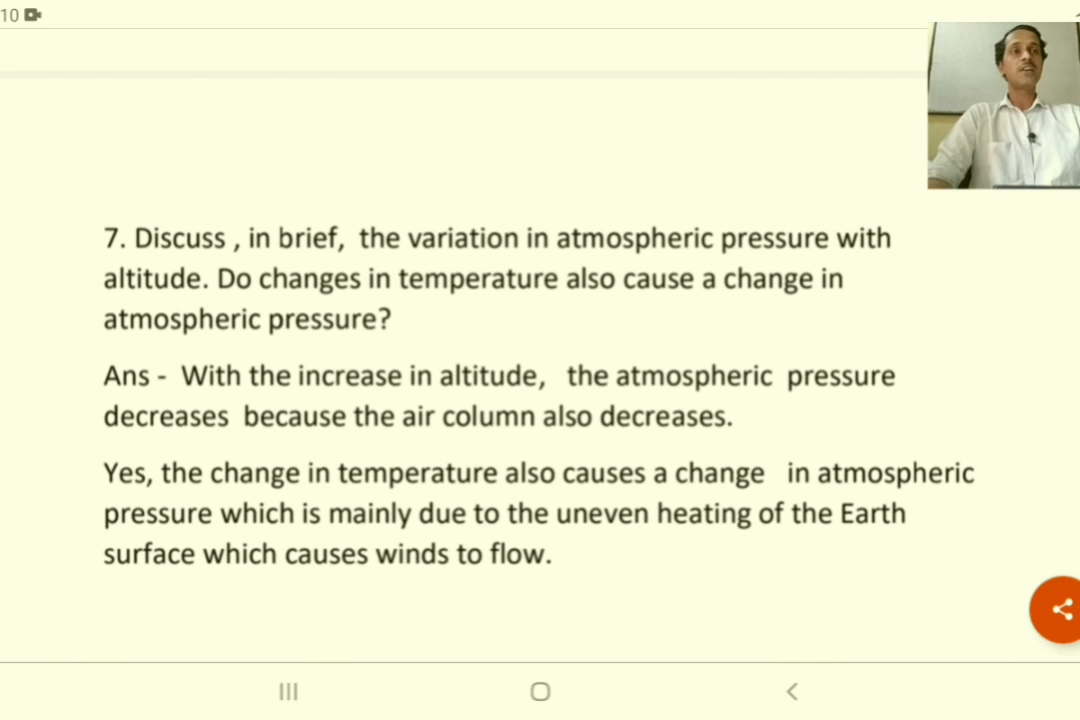 10
7. Discuss , in brief, the variation in atmospheric pressure with
altitude. Do changes in temperature also cause a change in
atmospheric pressure?
Ans - With the increase in altitude, the atmospheric pressure
decreases because the air column also decreases.
Yes, the change in temperature also causes a change in atmospheric
pressure which is mainly due to the uneven heating of the Earth
surface which causes winds to flow.